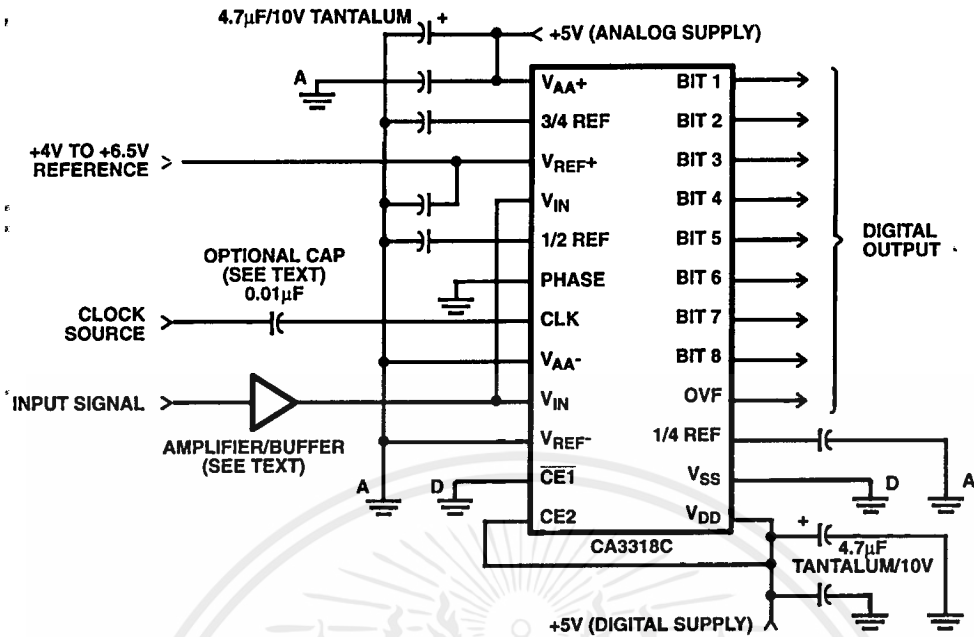 4.7µF/10V TANTALUM
+
+5V (ANALOG SUPPLY)
A
VAA+
BIT 1
3/4 REF
BIT 2
+4V TO +6.5V
REFERENCE
VREF+
BIT 3
VIN
BIT 4
1/2 REF
BIT 5
DIGITAL
OUTPUT
OPTIONAL CAP
(SEE TEXT)
0.01µF
PHASE
BIT 6
CLOCK
SOURCE
CLK
BIT 7
VAA-
BIT 8
INPUT SIGNAL
VIN
OVF
AMPLIFIER/BUFFER
(SEE TEXT)
VREF-
1/4 REF
A
D
CE1
VSS
D
A
CE2
VDD
+
4.7µF
TANTALUM/10V
CA3318C
+5V (DIGITAL SUPPLY)